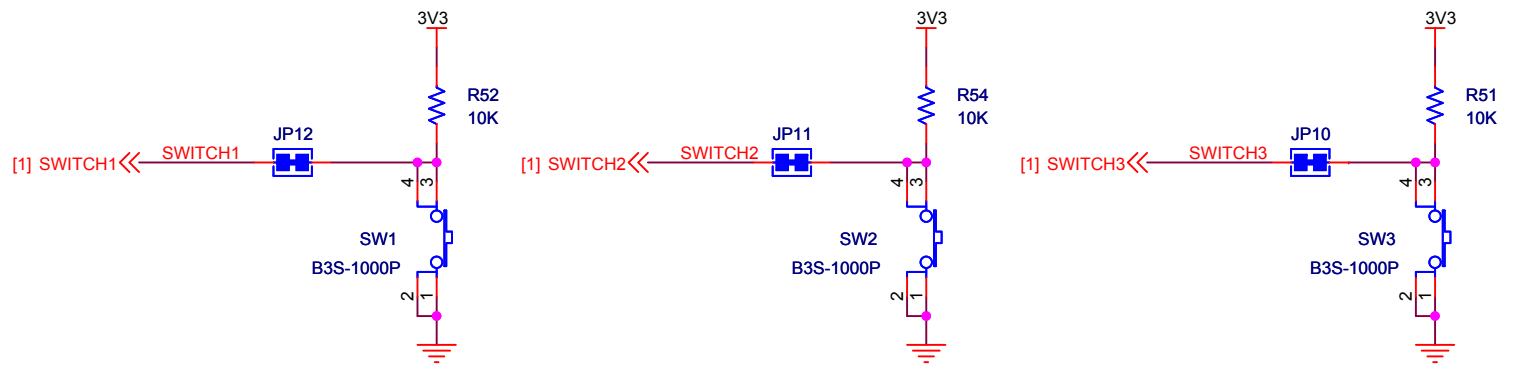 3V3
R52
10K
JP12
[1] SWITCH1
SWITCH1
4
3
SW1
B3S-1000P
2
1
3V3
R54
10K
JP11
[1] SWITCH2
SWITCH2
4
3
SW2
B3S-1000P
2
1
3V3
R51
10K
JP10
[1] SWITCH3
SWITCH3
4
3
SW3
B3S-1000P
2
1